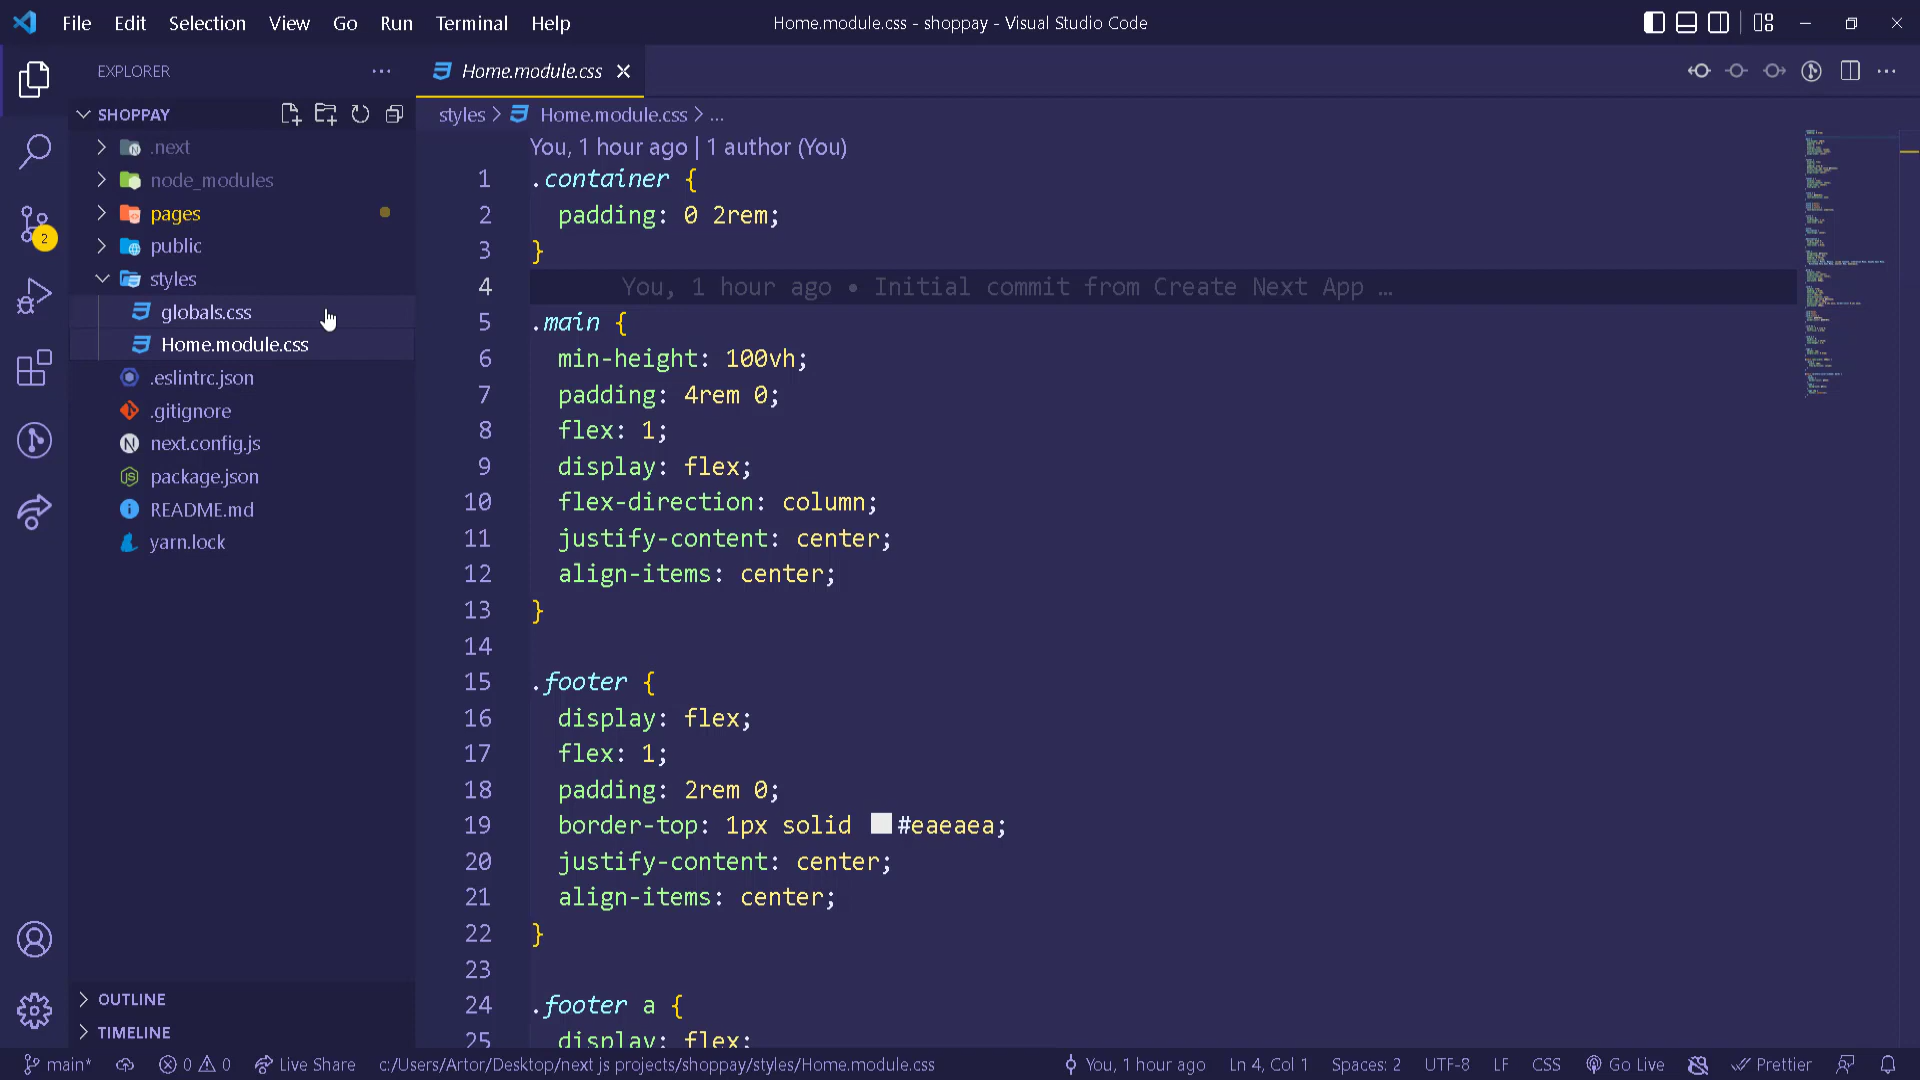 File Edit Selection View Go Run Terminal Help
Home.module.css - shoppay - Visual Studio Code
EXPLORER
Home.module.css
SHOPPAY
styles > Home.module.css > ...
.next
node_modules
pages
public
styles
globals.css
Home.module.css
.eslintrc.json
.gitignore
next.config.js
package.json
README.md
yarn.lock
OUTLINE
TIMELINE
2
You, 1 hour ago | 1 author (You)
1 .container {
2 padding: 0 2rem;
3 }
4 You, 1 hour ago • Initial commit from Create Next App …
5 .main {
6 min-height: 100vh;
7 padding: 4rem 0;
8 flex: 1;
9 display: flex;
10 flex-direction: column;
11 justify-content: center;
12 align-items: center;
13 }
14
15 .footer {
16 display: flex;
17 flex: 1;
18 padding: 2rem 0;
19 border-top: 1px solid #eaeaea;
20 justify-content: center;
21 align-items: center;
22 }
23
24 .footer a {
25 display: flex;
main* 0 0 Live Share c:/Users/Artor/Desktop/next js projects/shoppay/styles/Home.module.css You, 1 hour ago Ln 4, Col 1 Spaces: 2 UTF-8 LF CSS Go Live Prettier